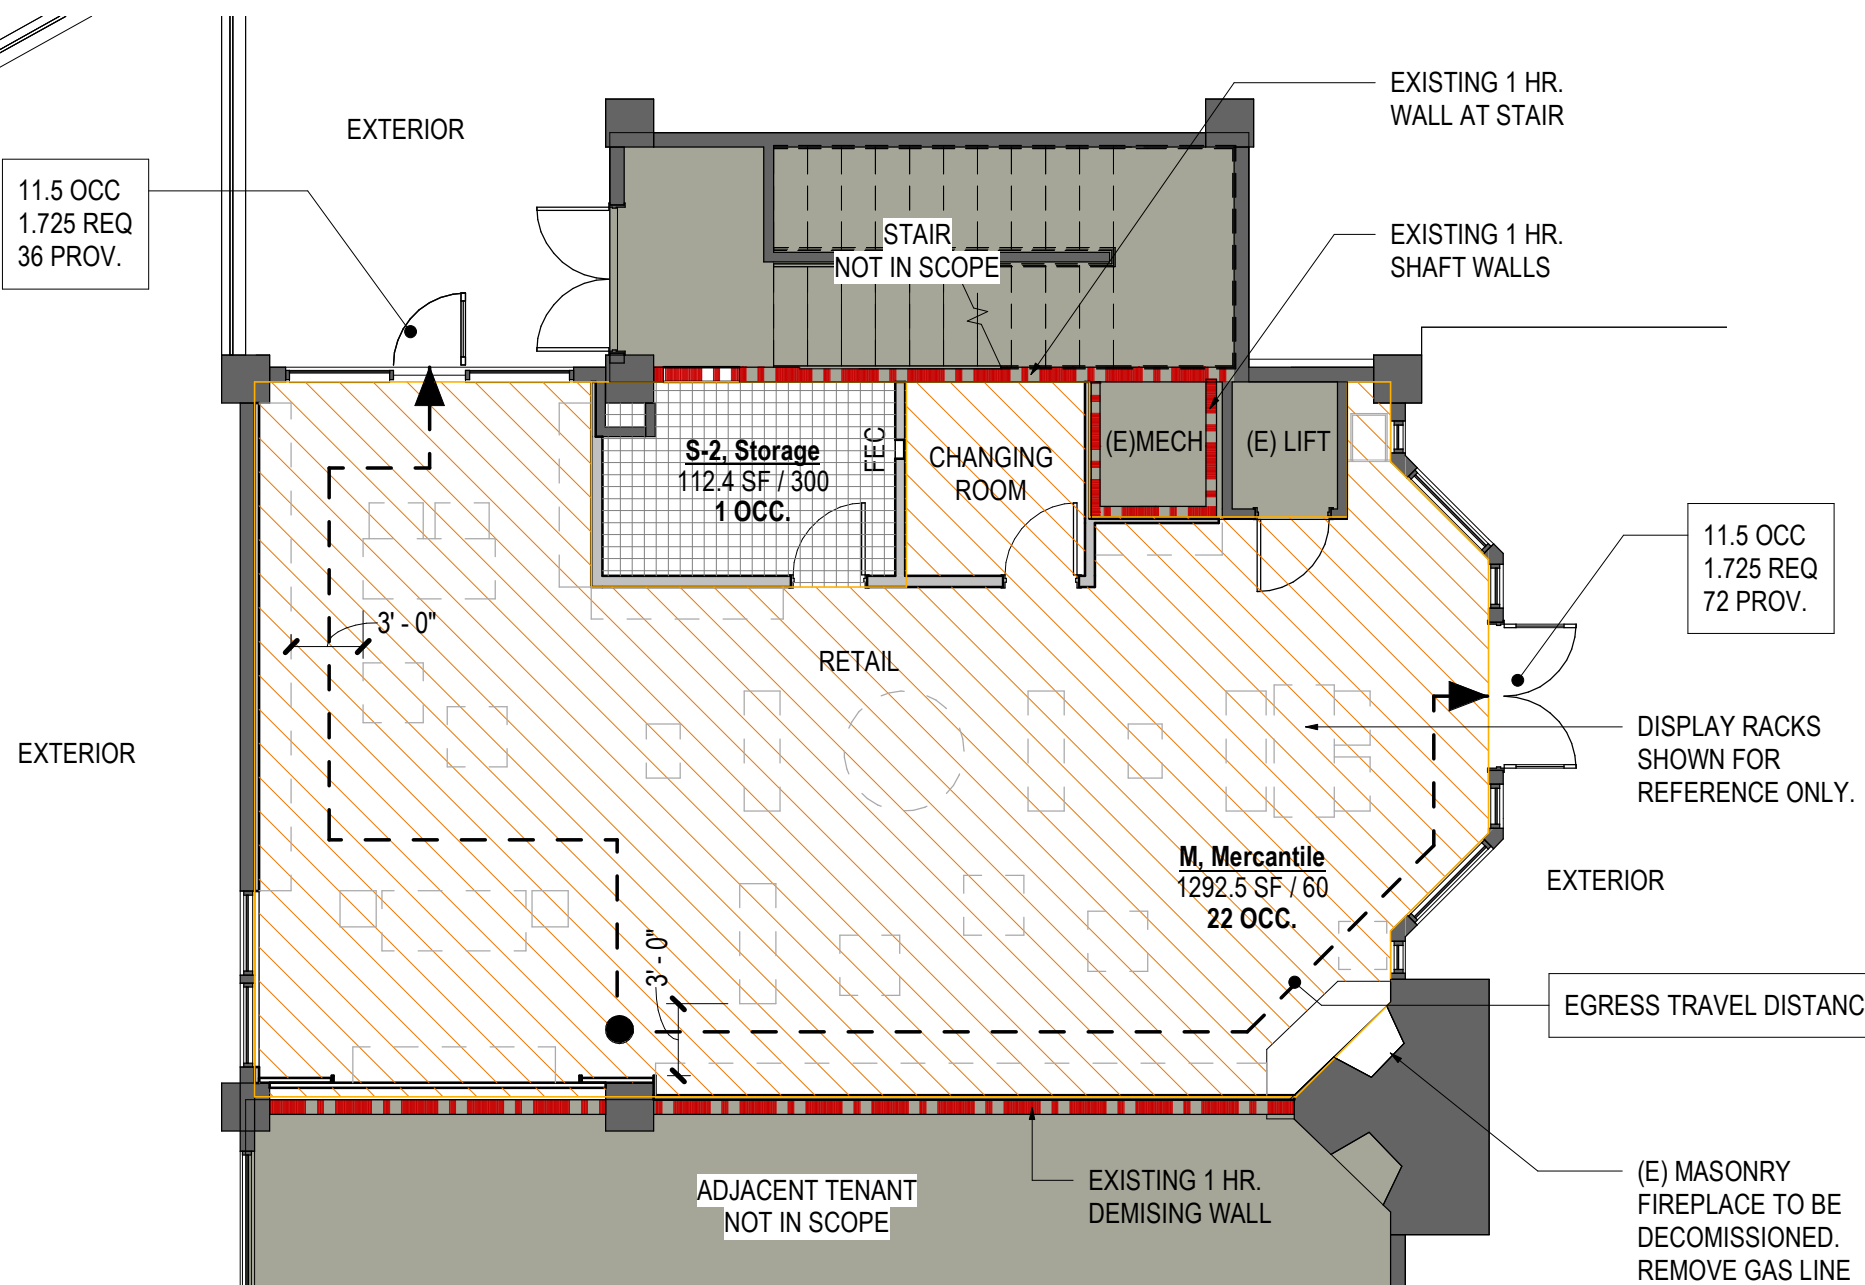 EXISTING 1 HR.
WALL AT STAIR
EXTERIOR
11.5 OCC
1.725 REQ
36 PROV.
STAIR
NOT IN SCOPE
EXISTING 1 HR.
SHAFT WALLS
S-2, Storage
112.4 SF / 300
1 OCC.
FEC
CHANGING
ROOM
(E)MECH
(E) LIFT
11.5 OCC
1.725 REQ
72 PROV.
3' - 0"
RETAIL
EXTERIOR
DISPLAY RACKS
SHOWN FOR
REFERENCE ONLY.
M, Mercantile
1292.5 SF / 60
22 OCC.
EXTERIOR
3' - 0"
EGRESS TRAVEL DISTANC
ADJACENT TENANT
NOT IN SCOPE
EXISTING 1 HR.
DEMISING WALL
(E) MASONRY
FIREPLACE TO BE
DECOMISSIONED.
REMOVE GAS LINE